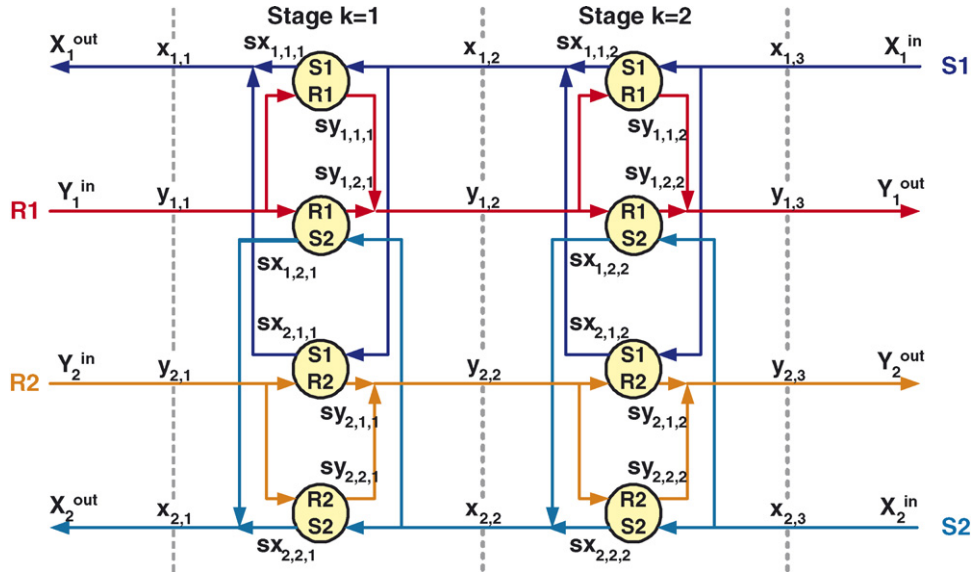 Stage k=1 Stage k=2
X₁ᵒᵘᵗ x₁,₁ sx₁,₁,₁ S1 x₁,₂ sx₁,₁,₂ S1 x₁,₃ X₁ⁱⁿ S1
R1 R1
sy₁,₁,₁ sy₁,₁,₂
sy₁,₂,₁ sy₁,₂,₂
R1 Y₁ⁱⁿ y₁,₁ R1 y₁,₂ R1 y₁,₃ Y₁ᵒᵘᵗ
S2 S2
sx₁,₂,₁ sx₁,₂,₂
sx₂,₁,₁ sx₂,₁,₂
S1 S1
R2 Y₂ⁱⁿ y₂,₁ R2 y₂,₂ R2 y₂,₃ Y₂ᵒᵘᵗ
sy₂,₁,₁ sy₂,₁,₂
sy₂,₂,₁ sy₂,₂,₂
R2 R2
X₂ᵒᵘᵗ x₂,₁ S2 x₂,₂ S2 x₂,₃ X₂ⁱⁿ S2
sx₂,₂,₁ sx₂,₂,₂